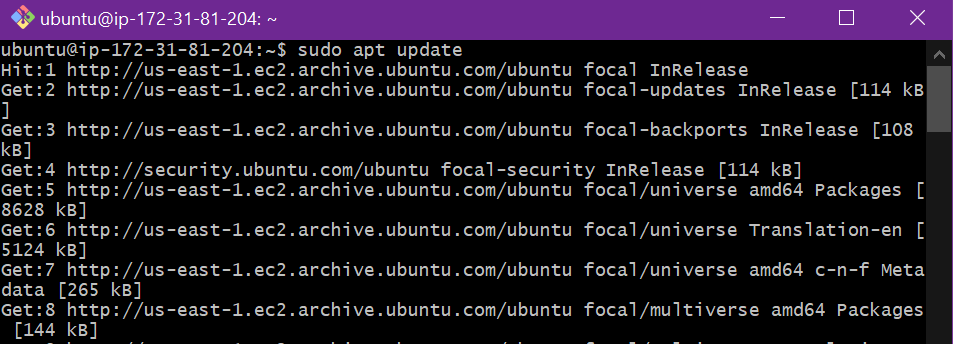 ubuntu@ip-172-31-81-204: ~
ubuntu@ip-172-31-81-204:~$ sudo apt update
Hit:1 http://us-east-1.ec2.archive.ubuntu.com/ubuntu focal InRelease
Get:2 http://us-east-1.ec2.archive.ubuntu.com/ubuntu focal-updates InRelease [114 kB
]
Get:3 http://us-east-1.ec2.archive.ubuntu.com/ubuntu focal-backports InRelease [108
kB]
Get:4 http://security.ubuntu.com/ubuntu focal-security InRelease [114 kB]
Get:5 http://us-east-1.ec2.archive.ubuntu.com/ubuntu focal/universe amd64 Packages [
8628 kB]
Get:6 http://us-east-1.ec2.archive.ubuntu.com/ubuntu focal/universe Translation-en [
5124 kB]
Get:7 http://us-east-1.ec2.archive.ubuntu.com/ubuntu focal/universe amd64 c-n-f Meta
data [265 kB]
Get:8 http://us-east-1.ec2.archive.ubuntu.com/ubuntu focal/multiverse amd64 Packages
 [144 kB]